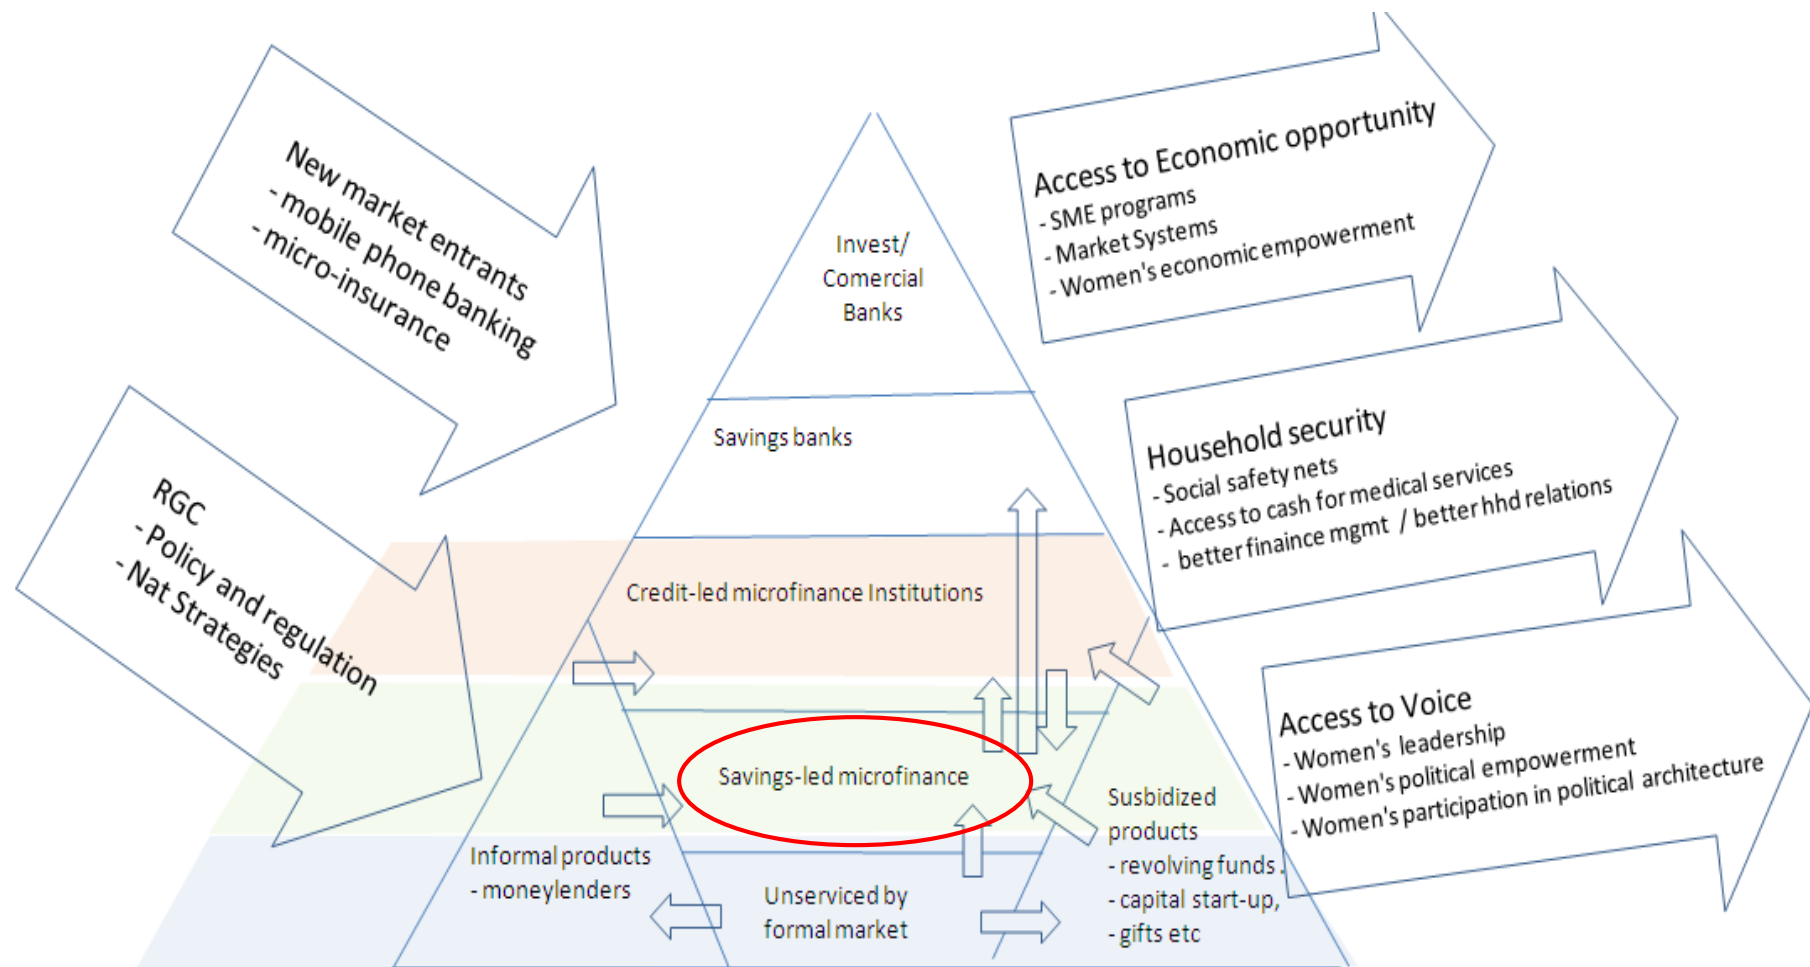 New market entrants
- mobile phone banking
- micro-insurance
RGC
- Policy and regulation
- Nat Strategies
Invest/
Comercial
Banks
Savings banks
Credit-led microfinance Institutions
Savings-led microfinance
Informal products
- moneylenders
Unserviced by
formal market
Susbidized
products
- revolving funds .
- capital start-up,
- gifts etc
Access to Economic opportunity
- SME programs
- Market Systems
- Women's economic empowerment
Household security
- Social safety nets
- Access to cash for medical services
- better finaince mgmt / better hhd relations
Access to Voice
- Women's leadership
- Women's political empowerment
- Women's participation in political architecture